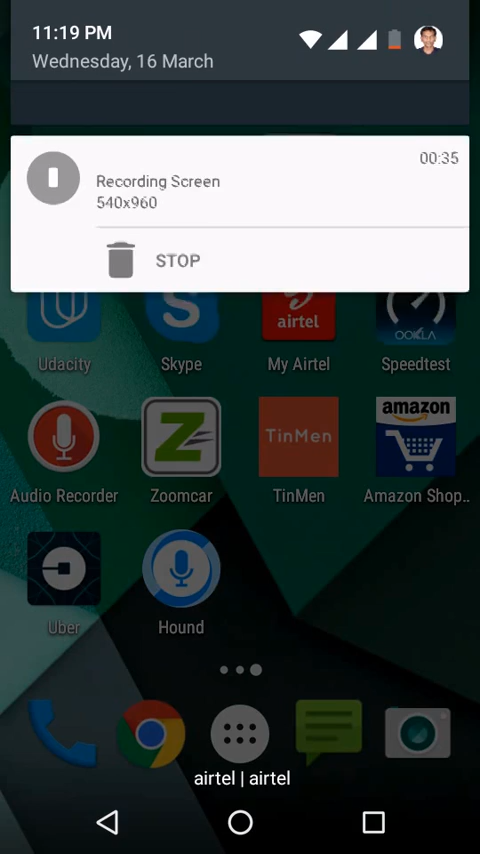 11:19 PM
Wednesday, 16 March
00:35
Recording Screen
540x960
STOP
airtel
OOKLA
Udacity
Skype
My Airtel
Speedtest
TinMen
amazon
Audio Recorder
Zoomcar
TinMen
Amazon Shop..
Uber
Hound
airtel | airtel